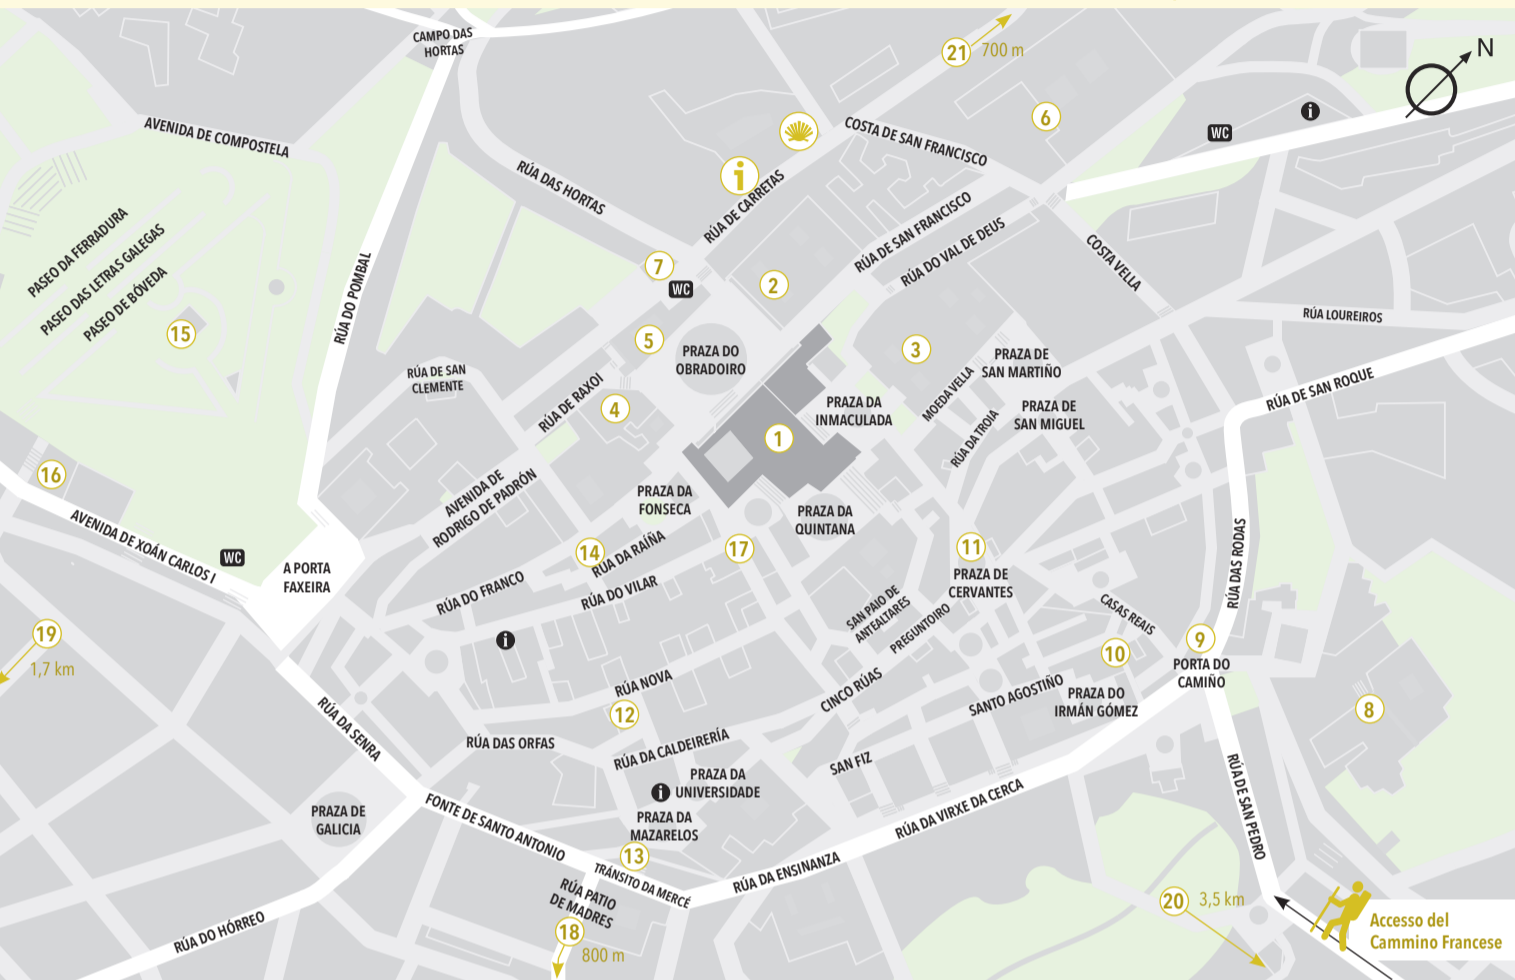 CAMPO DAS
HORTAS
21
700 m
N
AVENIDA DE COMPOSTELA
6
COSTA DE SAN FRANCISCO
WC
i
i
RÚA DAS HORTAS
RÚA DE CARRETAS
RÚA DE SAN FRANCISCO
RÚA DO VAL DE DEUS
COSTA VELLA
PASEO DA FERRADURA
PASEO DAS LETRAS GALEGAS
PASEO DE BÓVEDA
RÚA DO POMBAL
7
WC
2
15
5
PRAZA DO
OBRADOIRO
3
PRAZA DE
SAN MARTIÑO
RÚA LOUREIROS
RÚA DE SAN
CLEMENTE
RÚA DE RAXOI
4
PRAZA DA
INMACULADA
MOEDA VELLA
RÚA DA TROIA
PRAZA DE
SAN MIGUEL
RÚA DE SAN ROQUE
1
16
AVENIDA DE
RODRIGO DE PADRÓN
PRAZA DA
FONSECA
PRAZA DA
QUINTANA
AVENIDA DE XOÁN CARLOS I
WC
A PORTA
FAXEIRA
14
RÚA DA RAÍÑA
17
11
PRAZA DE
CERVANTES
RÚA DAS RODAS
RÚA DO FRANCO
RÚA DO VILAR
SAN PAIO DE
ANTEALTARES
PREGUNTOIRO
CASAS REAIS
19
1,7 km
i
9
PORTA DO
CAMIÑO
10
RÚA NOVA
CINCO RÚAS
SANTO AGOSTIÑO
PRAZA DO
IRMÁN GÓMEZ
8
12
RÚA DA SENRA
RÚA DAS ORFAS
RÚA DA CALDEIRERÍA
SAN FIZ
PRAZA DA
UNIVERSIDADE
i
RÚA DE SAN PEDRO
PRAZA DE
GALICIA
FONTE DE SANTO ANTONIO
PRAZA DA
MAZARELOS
RÚA DA VIRXE DA CERCA
13
TRÁNSITO DA MERCÉ
RÚA DA ENSINANZA
RÚA PATIO
DE MADRES
20
3,5 km
RÚA DO HÓRREO
18
800 m
Accesso del
Cammino Francese